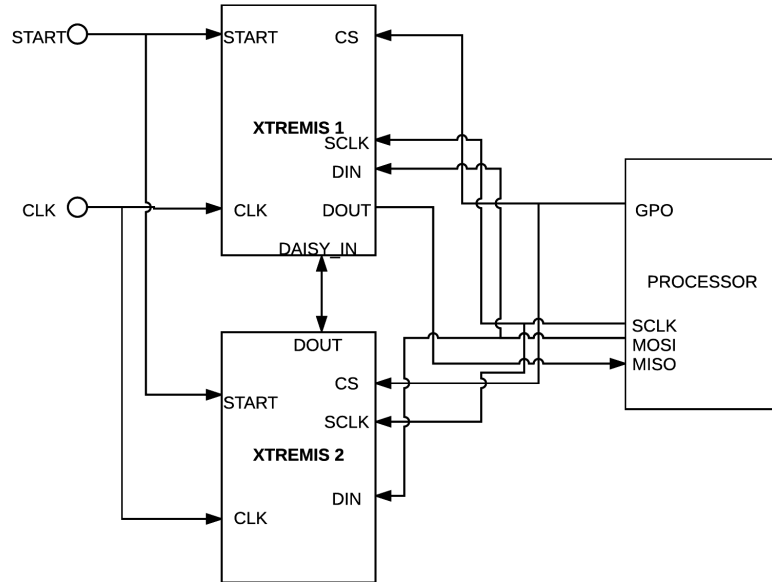 START
START
CS
XTREMIS 1
SCLK
DIN
CLK
CLK
DOUT
GPO
DAISY_IN
PROCESSOR
SCLK
MOSI
MISO
DOUT
CS
START
SCLK
XTREMIS 2
DIN
CLK